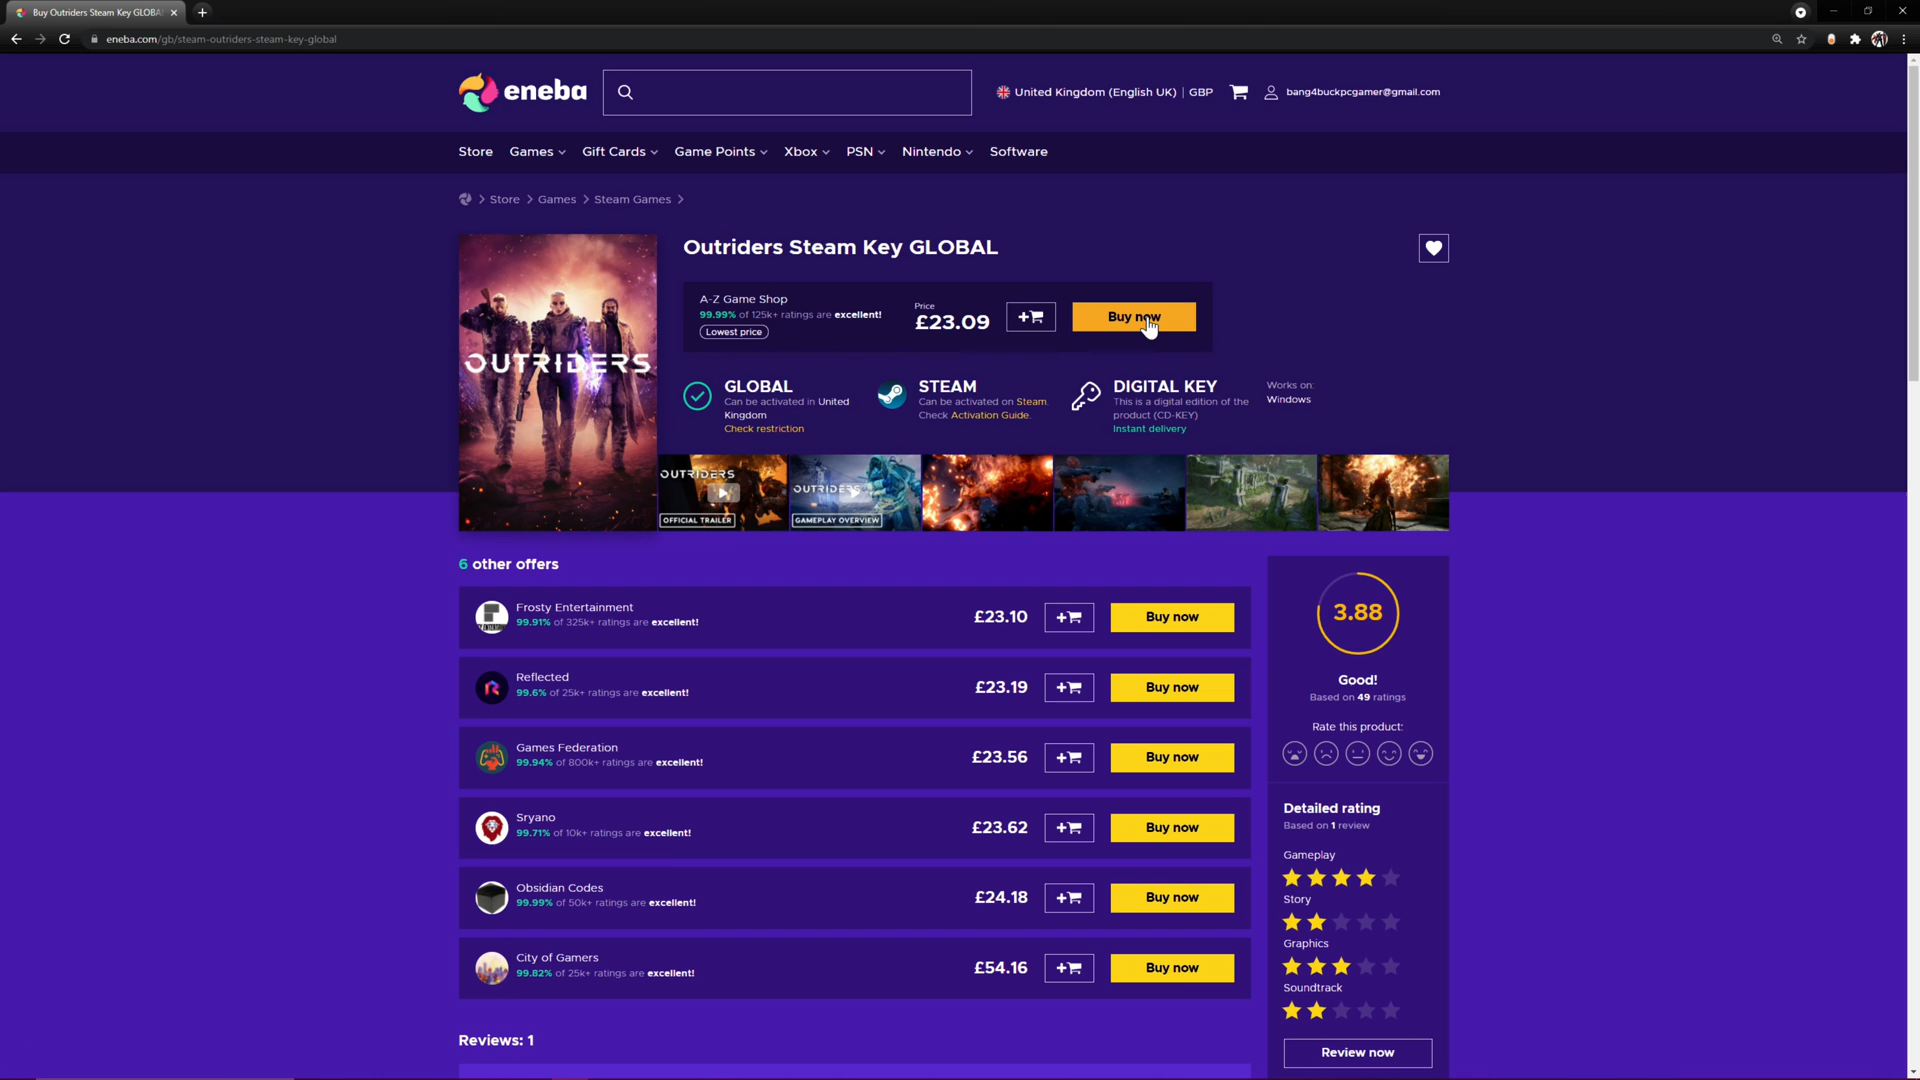 Buy Outriders Steam Key GLOBAL
eneba.com/gb/steam-outriders-steam-key-global
eneba
United Kingdom (English UK) | GBP
bang4buckpcgamer@gmail.com
Store Games Gift Cards Game Points Xbox PSN Nintendo Software
Store Games Steam Games
Outriders Steam Key GLOBAL
OUTRIDERS
A-Z Game Shop
99.99% of 125k+ ratings are excellent!
Lowest price
Price
£23.09
Buy now
GLOBAL
Can be activated in United
Kingdom
Check restriction
STEAM
Can be activated on Steam.
Check Activation Guide.
DIGITAL KEY
This is a digital edition of the
product (CD-KEY)
Instant delivery
Works on:
Windows
OUTRIDERS
OFFICIAL TRAILER
OUTRIDERS
GAMEPLAY OVERVIEW
6 other offers
Frosty Entertainment
99.91% of 325k+ ratings are excellent!
£23.10
Buy now
Reflected
99.6% of 25k+ ratings are excellent!
£23.19
Buy now
Games Federation
99.94% of 800k+ ratings are excellent!
£23.56
Buy now
Sryano
99.71% of 10k+ ratings are excellent!
£23.62
Buy now
Obsidian Codes
99.99% of 50k+ ratings are excellent!
£24.18
Buy now
City of Gamers
99.82% of 25k+ ratings are excellent!
£54.16
Buy now
Reviews: 1
3.88
Good!
Based on 49 ratings
Rate this product:
Detailed rating
Based on 1 review
Gameplay
Story
Graphics
Soundtrack
Review now